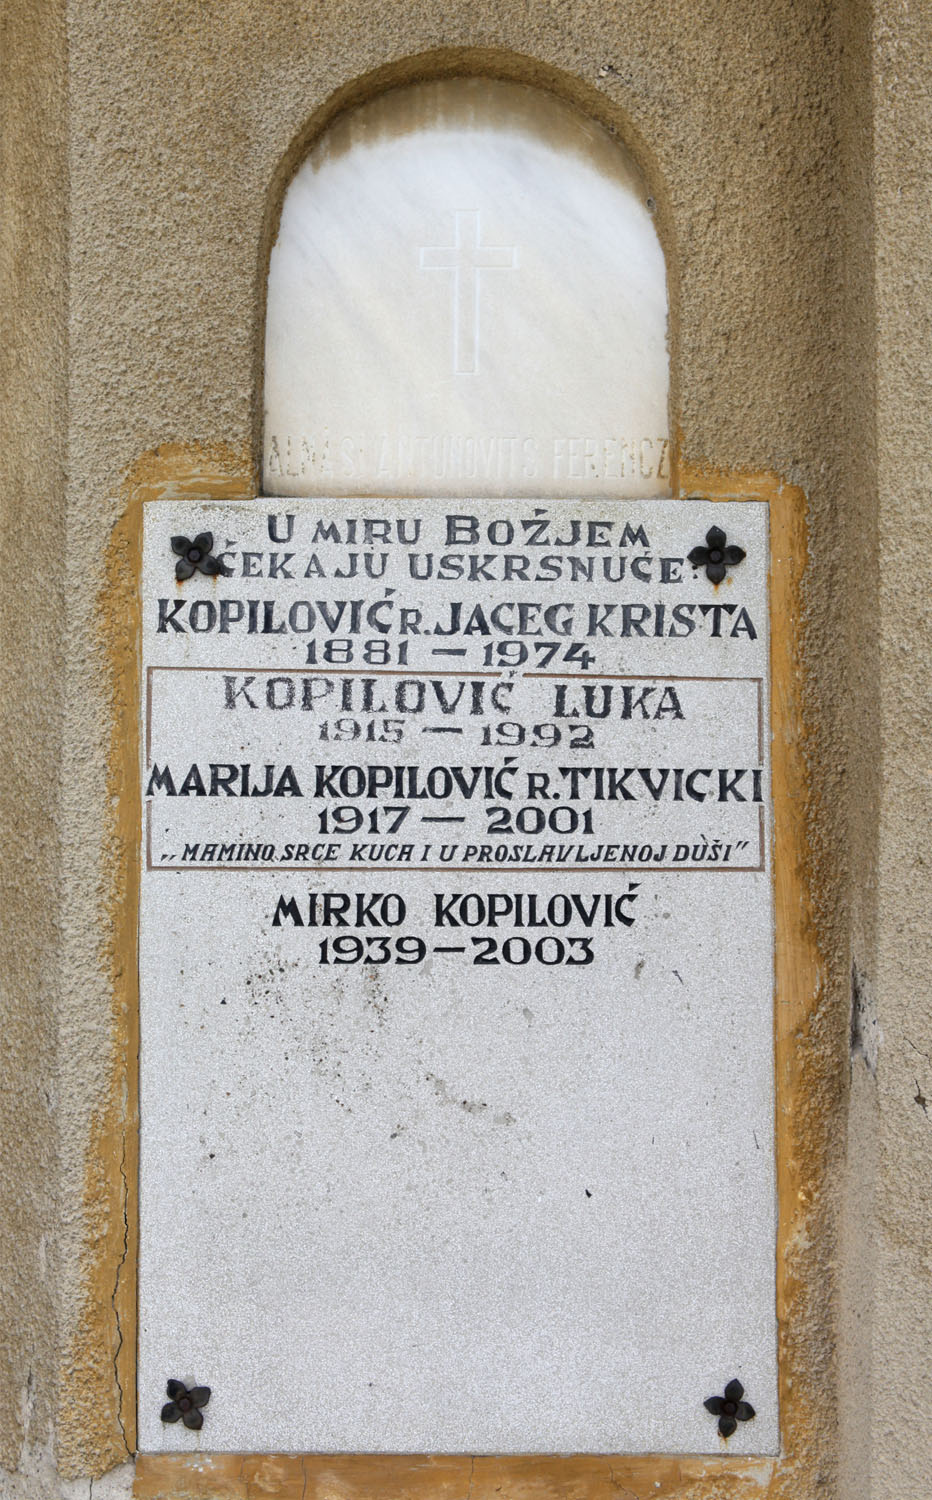 ALMÁSI ANTUNOVITS FERENCZ
U MIRU BOŽJEM
ČEKAJU USKRSNUĆE:
KOPILOVIĆ R. JACEG KRISTA
1881 – 1974
KOPILOVIĆ LUKA
1915 – 1992
MARIJA KOPILOVIĆ R. TIKVICKI
1917 – 2001
„MAMINO SRCE KUCA I U PROSLAVLJENOJ DUŠI"
MIRKO KOPILOVIĆ
1939 – 2003